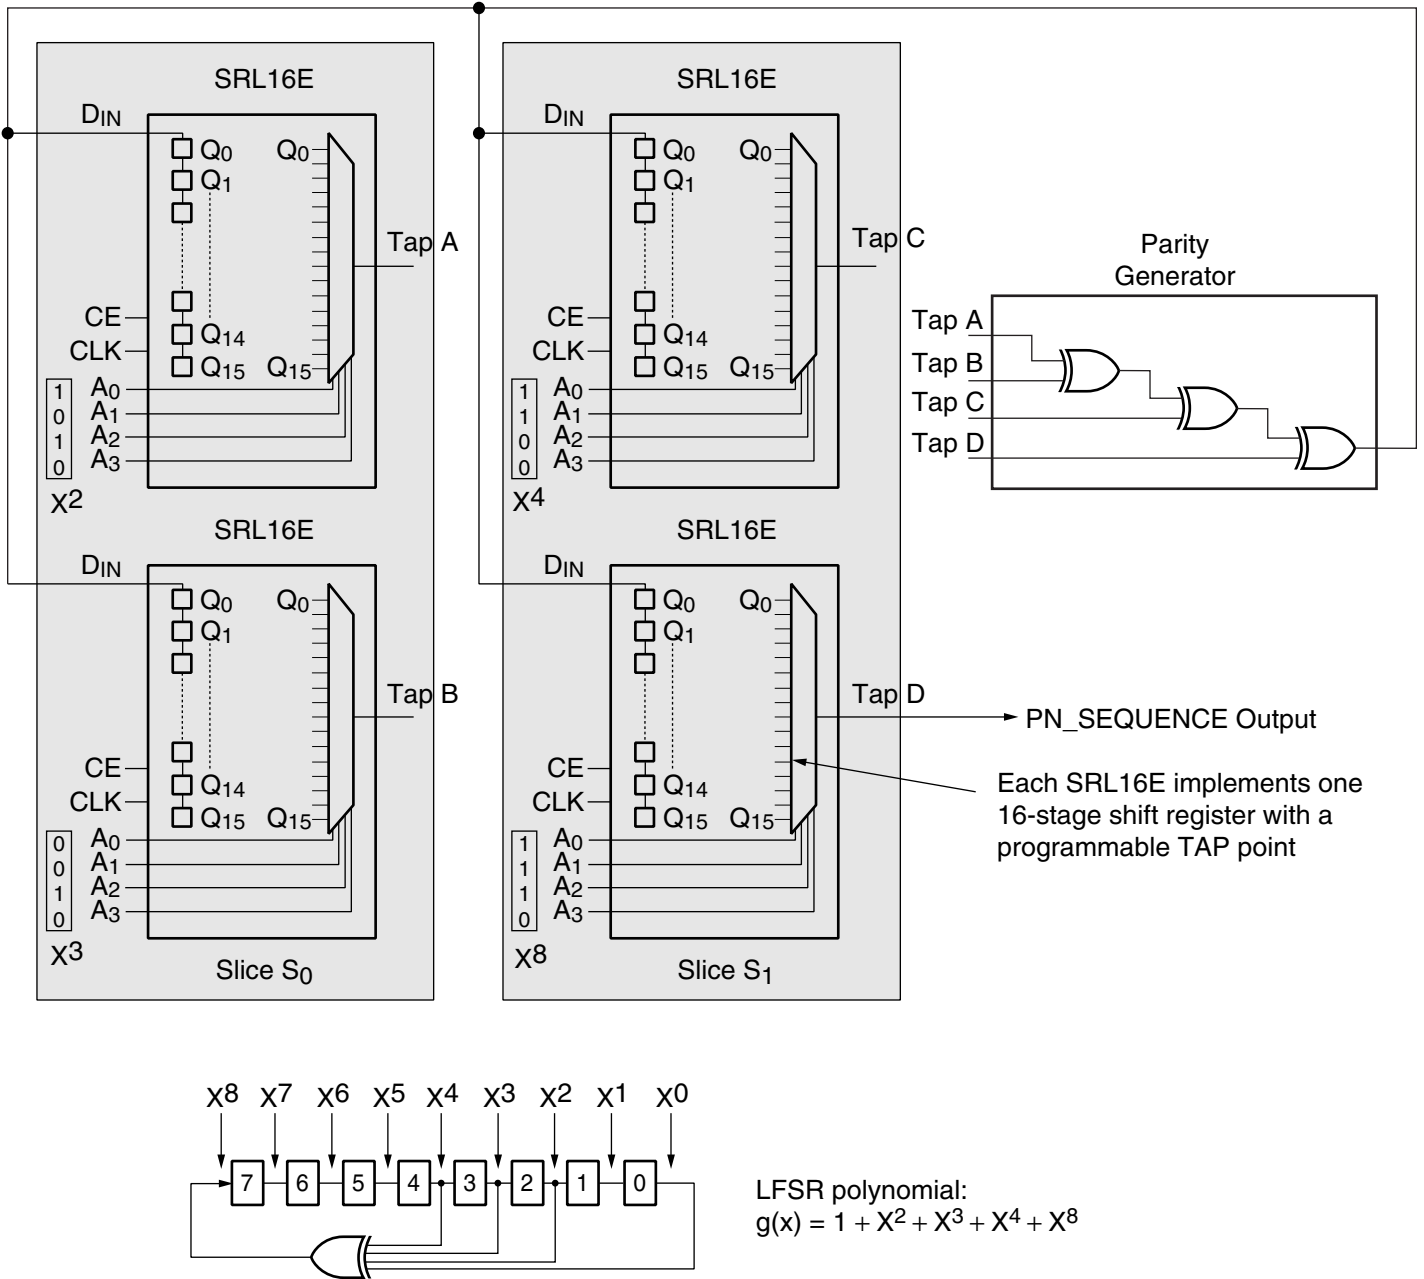 SRL16E
DIN
Q0
Q1
Q14
Q15
Q0
Q15
Tap A
CE
CLK
A0
A1
A2
A3
1
0
1
0
X2
SRL16E
DIN
Q0
Q1
Q14
Q15
Q0
Q15
Tap B
CE
CLK
A0
A1
A2
A3
0
0
1
0
X3
Slice S0
SRL16E
DIN
Q0
Q1
Q14
Q15
Q0
Q15
Tap C
CE
CLK
A0
A1
A2
A3
1
1
0
0
X4
SRL16E
DIN
Q0
Q1
Q14
Q15
Q0
Q15
Tap D
CE
CLK
A0
A1
A2
A3
1
1
1
0
X8
Slice S1
Parity
Generator
Tap A
Tap B
Tap C
Tap D
PN_SEQUENCE Output
Each SRL16E implements one
16-stage shift register with a
programmable TAP point
X8 X7 X6 X5 X4 X3 X2 X1 X0
7 6 5 4 3 2 1 0
LFSR polynomial:
g(x) = 1 + X2 + X3 + X4 + X8